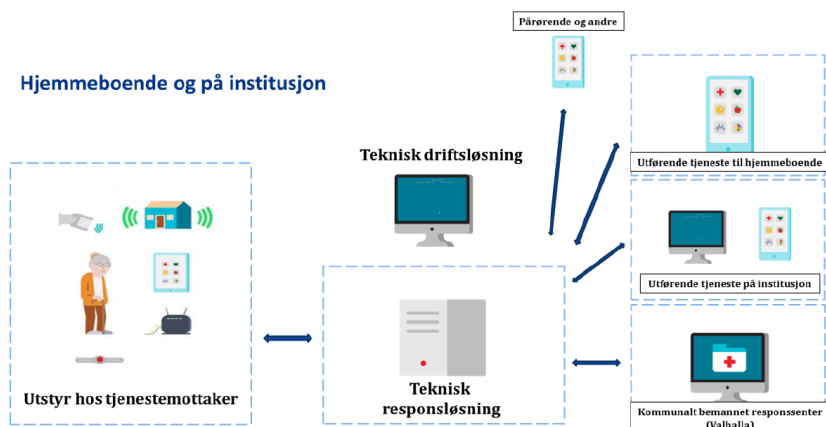 Pårørende og andre
Hjemmeboende og på institusjon
Teknisk driftsløsning
Utførende tjeneste til hjemmeboende
Utførende tjeneste på institusjon
Utstyr hos tjenestemottaker
Teknisk
responsløsning
Kommunalt bemannet responssenter
(Valhalla)